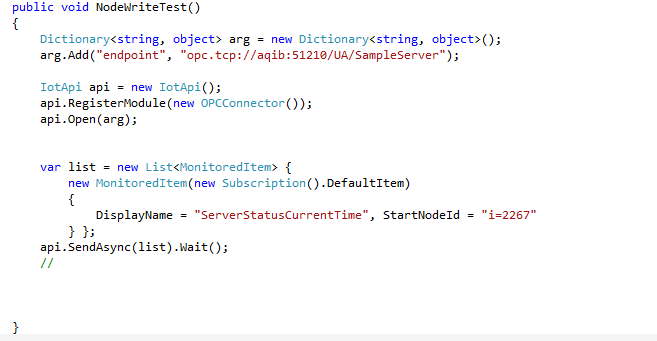 public void NodeWriteTest()
{
Dictionary<string, object> arg = new Dictionary<string, object>();
arg.Add("endpoint", "opc.tcp://aqib:51210/UA/SampleServer");
IotApi api = new IotApi();
api.RegisterModule(new OPCConnector());
api.Open(arg);
var list = new List<MonitoredItem> {
new MonitoredItem(new Subscription().DefaultItem)
{
DisplayName = "ServerStatusCurrentTime", StartNodeId = "i=2267"
} };
api.SendAsync(list).Wait();
//
}